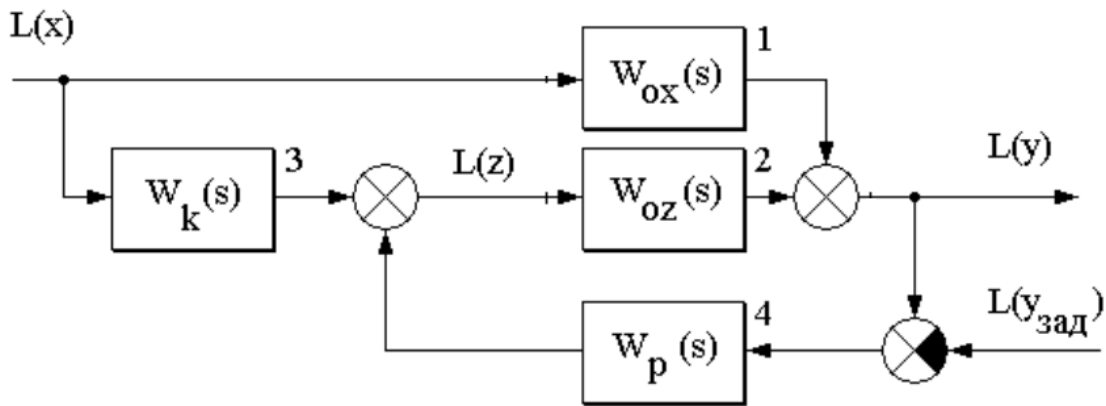 L(x)
1
W_ox(s)
3
W_k(s)
L(z)
2
W_oz(s)
L(y)
L(y_зад)
4
W_p (s)